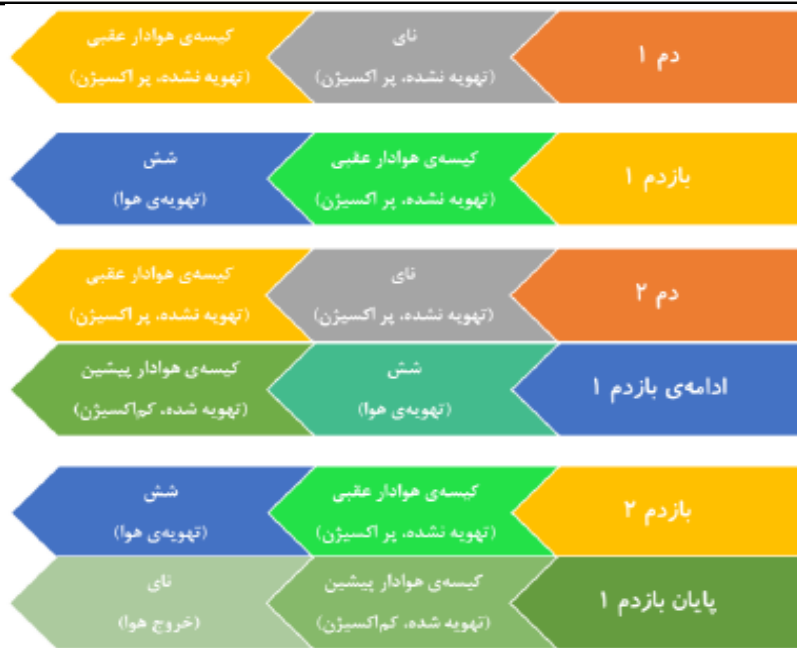 دم ۱
نای
(تهویه نشده، پر اکسیژن)
کیسه‌ی هوادار عقبی
(تهویه نشده، پر اکسیژن)
بازدم ۱
کیسه‌ی هوادار عقبی
(تهویه نشده، پر اکسیژن)
شش
(تهویه‌ی هوا)
دم ۲
نای
(تهویه نشده، پر اکسیژن)
کیسه‌ی هوادار عقبی
(تهویه نشده، پر اکسیژن)
ادامه‌ی بازدم ۱
شش
(تهویه‌ی هوا)
کیسه‌ی هوادار پیشین
(تهویه شده، کم‌اکسیژن)
بازدم ۲
کیسه‌ی هوادار عقبی
(تهویه نشده، پر اکسیژن)
شش
(تهویه‌ی هوا)
پایان بازدم ۱
کیسه‌ی هوادار پیشین
(تهویه شده، کم‌اکسیژن)
نای
(خروج هوا)